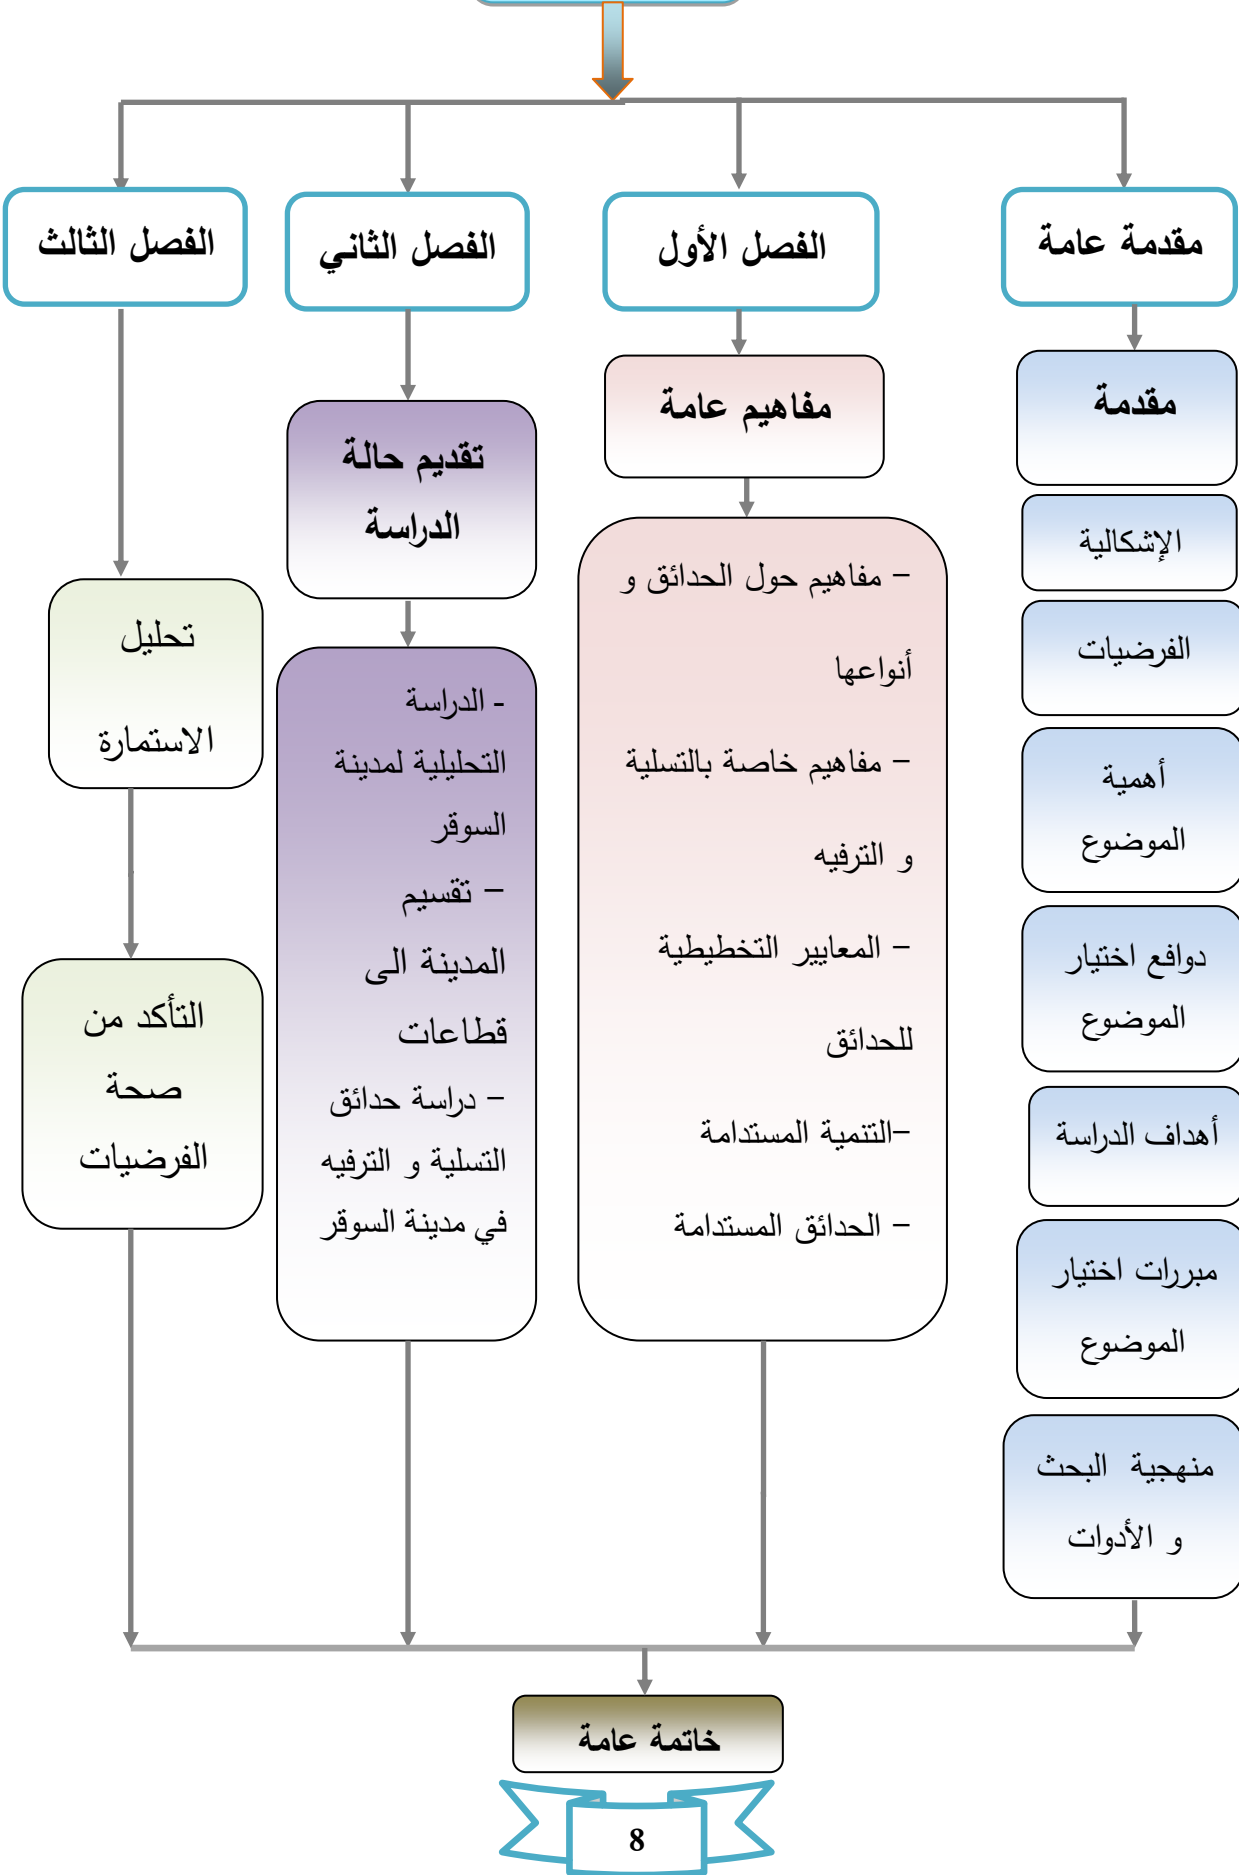 مقدمة عامة
الفصل الأول
الفصل الثاني
الفصل الثالث
مقدمة
الإشكالية
الفرضيات
أهمية
الموضوع
دوافع اختيار
الموضوع
أهداف الدراسة
مبررات اختيار
الموضوع
منهجية البحث
و الأدوات
مفاهيم عامة
– مفاهيم حول الحدائق و
أنواعها
– مفاهيم خاصة بالتسلية
و الترفيه
– المعايير التخطيطية
للحدائق
–التنمية المستدامة
– الحدائق المستدامة
تقديم حالة
الدراسة
- الدراسة
التحليلية لمدينة
السوقر
– تقسيم
المدينة الى
قطاعات
– دراسة حدائق
التسلية و الترفيه
في مدينة السوقر
تحليل
الاستمارة
التأكد من
صحة
الفرضيات
خاتمة عامة
8